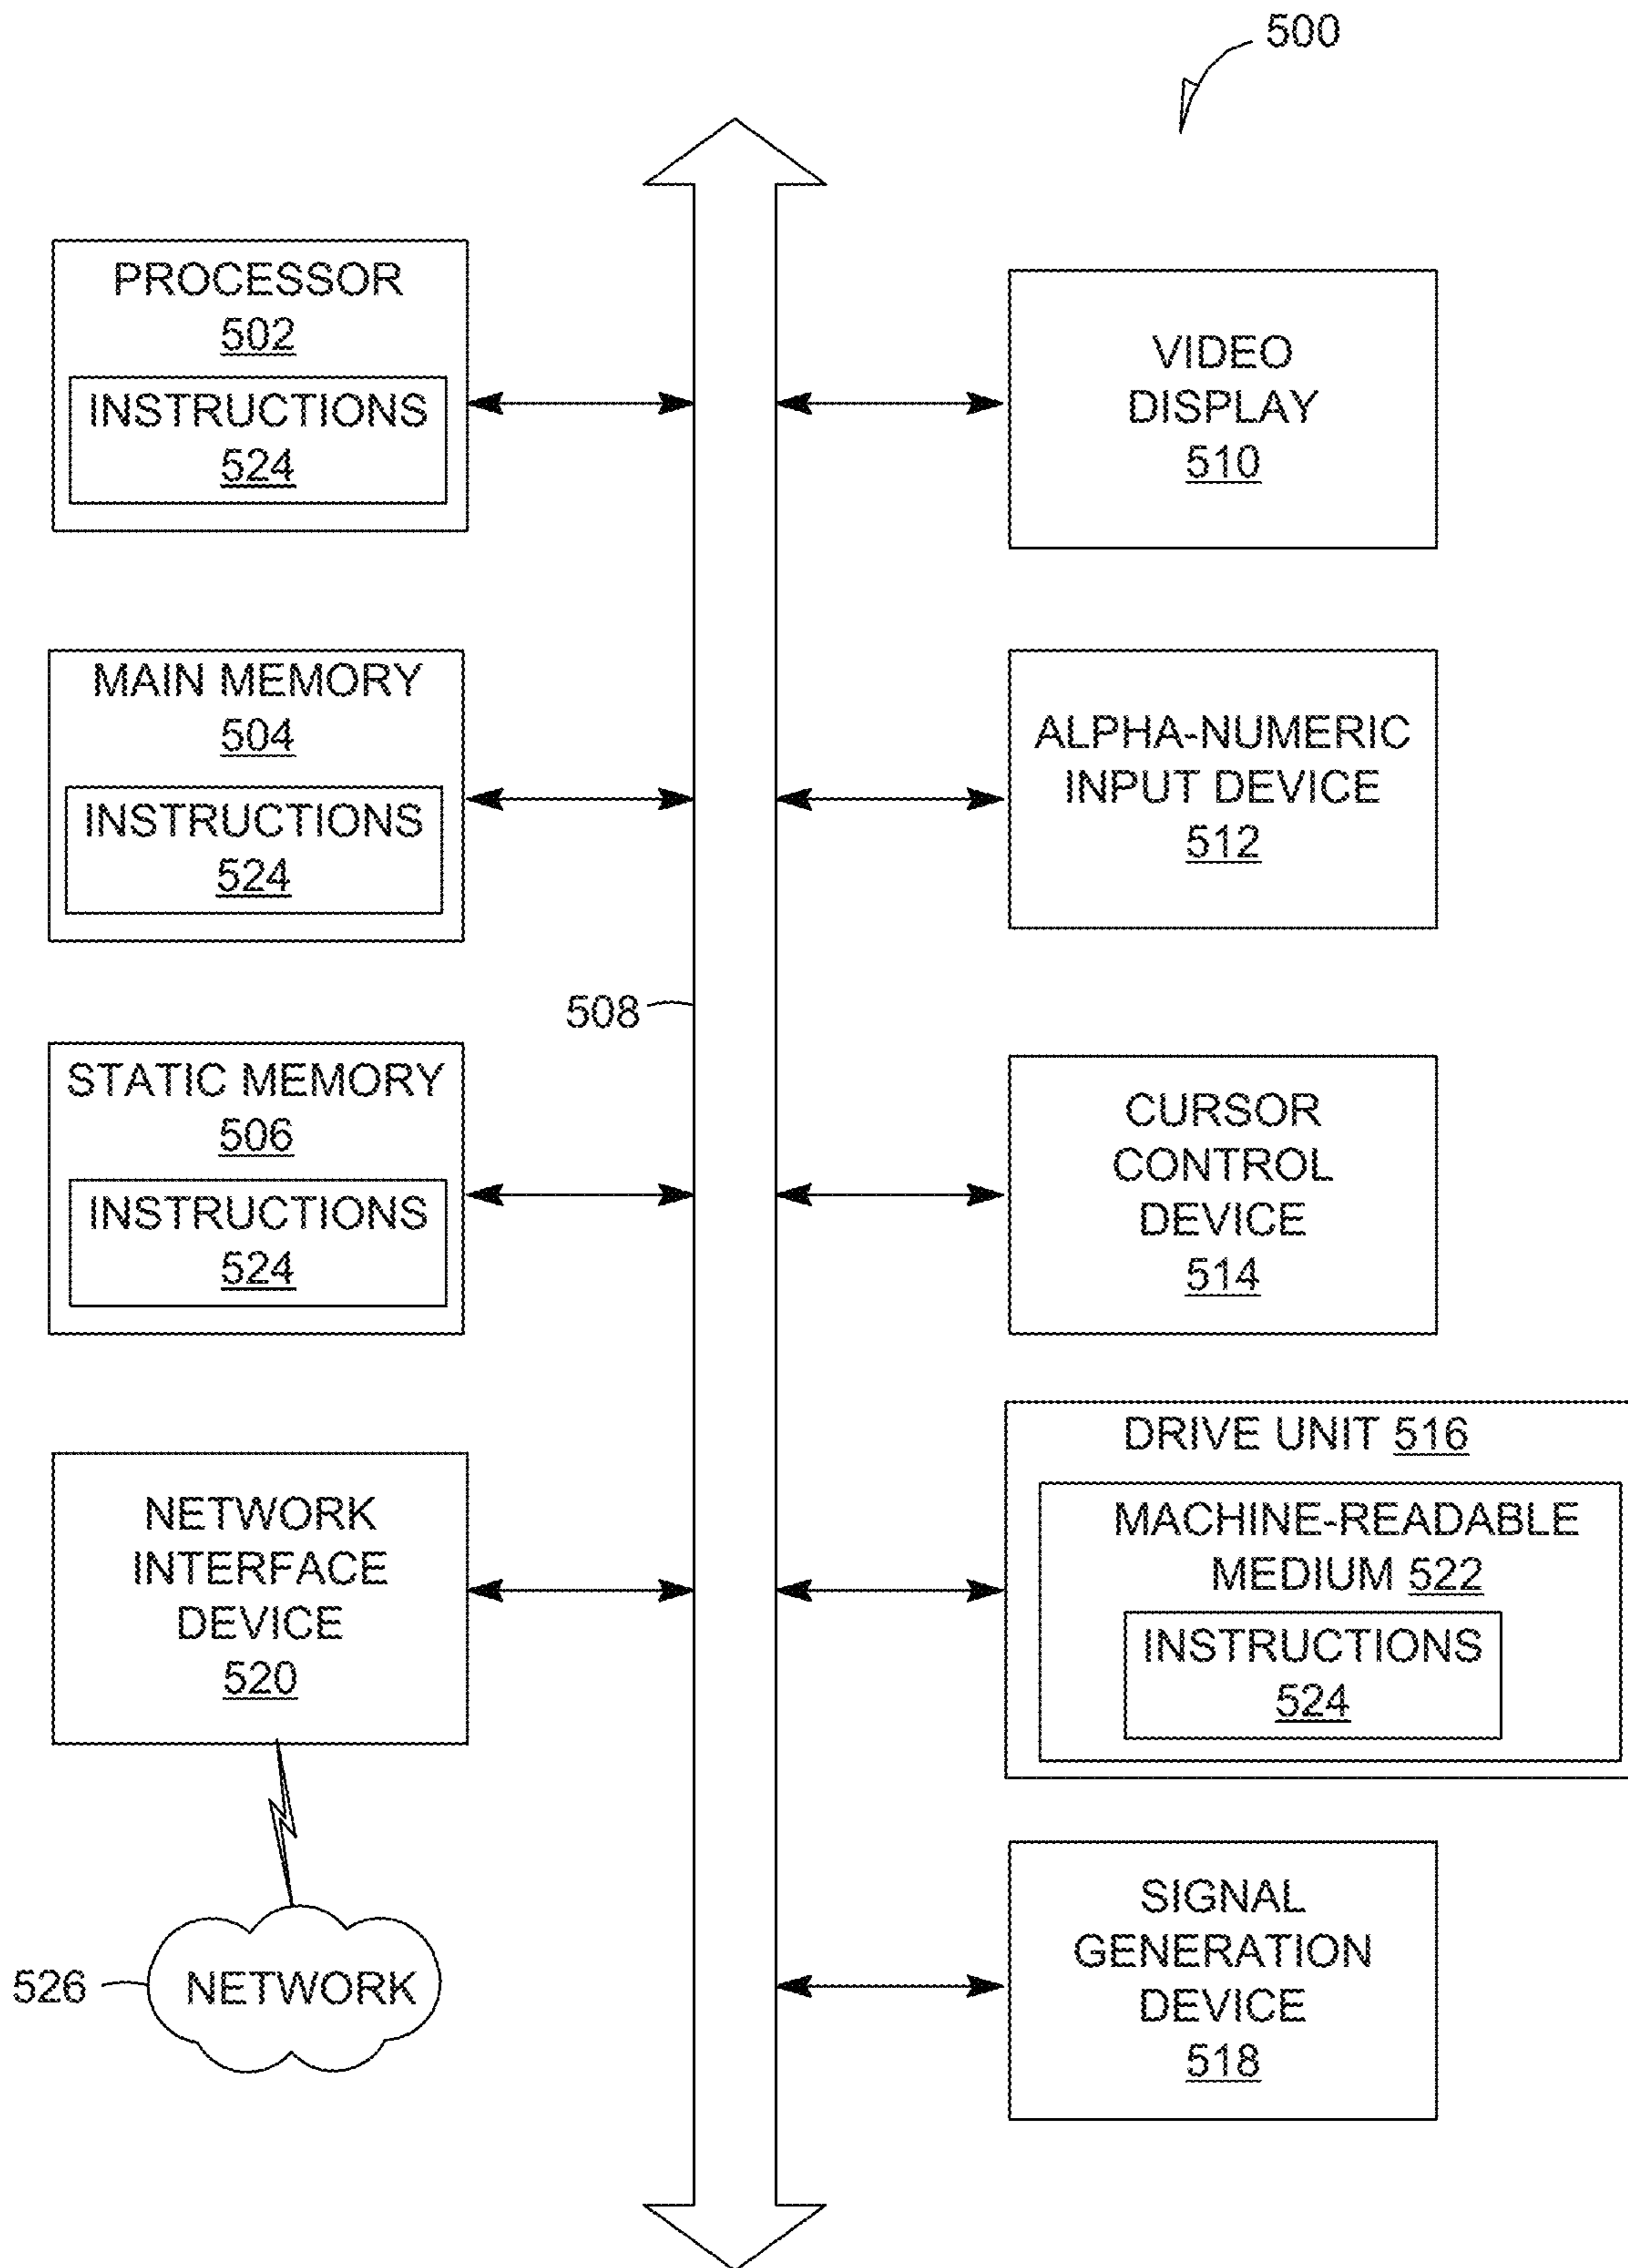 500
PROCESSOR
502
INSTRUCTIONS
524
VIDEO
DISPLAY
510
MAIN MEMORY
504
INSTRUCTIONS
524
ALPHA-NUMERIC
INPUT DEVICE
512
508
STATIC MEMORY
506
INSTRUCTIONS
524
CURSOR
CONTROL
DEVICE
514
NETWORK
INTERFACE
DEVICE
520
DRIVE UNIT 516
MACHINE-READABLE
MEDIUM 522
INSTRUCTIONS
524
526
NETWORK
SIGNAL
GENERATION
DEVICE
518